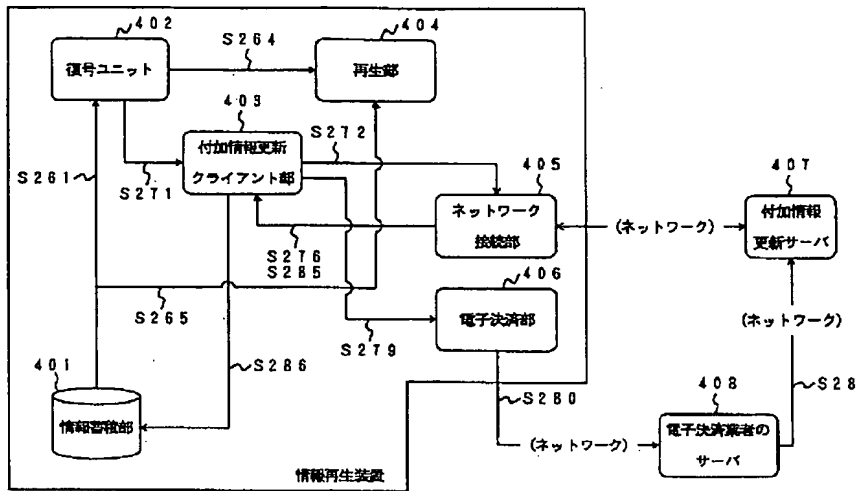 402
S264
404
復号ユニット
再生部
403
S272
付加情報更新
クライアント部
S261
S271
405
407
ネットワーク
接続部
(ネットワーク)
付加情報
更新サーバ
S276
S285
406
S265
電子決済部
(ネットワーク)
S279
401
S286
S280
408
S28
情報蓄積部
(ネットワーク)
電子決済業者の
サーバ
情報再生装置